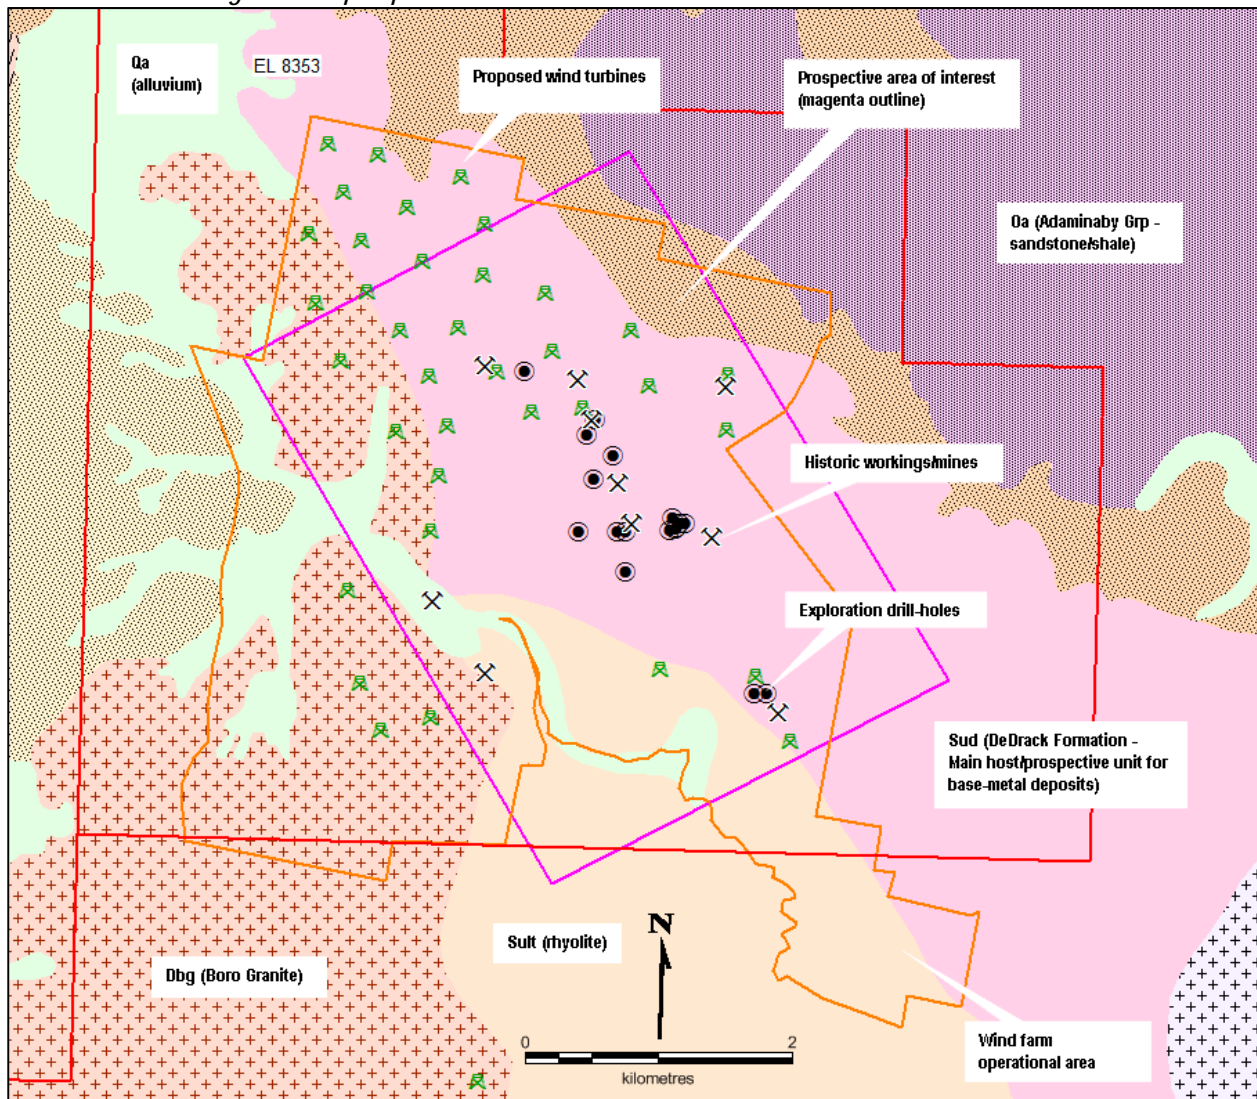 Qa
(alluvium)
EL 8353
Proposed wind turbines
Prospective area of interest
(magenta outline)
Oa (Adaminaby Grp -
sandstone/shale)
Historic workings/mines
Exploration drill-holes
Sud (DeDrack Formation -
Main host/prospective unit for
base-metal deposits)
Sult (rhyolite)
Dbg (Boro Granite)
N
0 2
kilometres
Wind farm
operational area